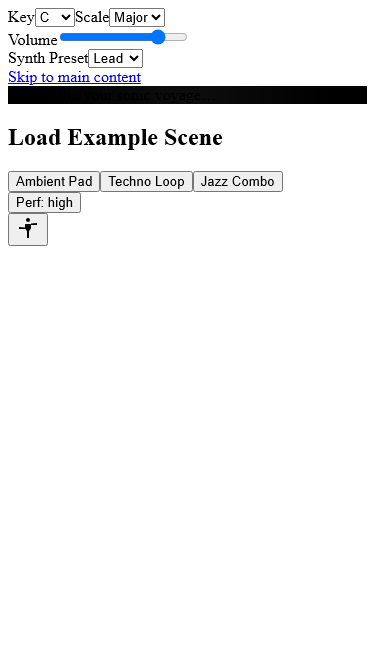 Key C Scale Major
Volume
Synth Preset Lead
Skip to main content
voyage
Load Example Scene
Ambient Pad Techno Loop Jazz Combo
Perf: high